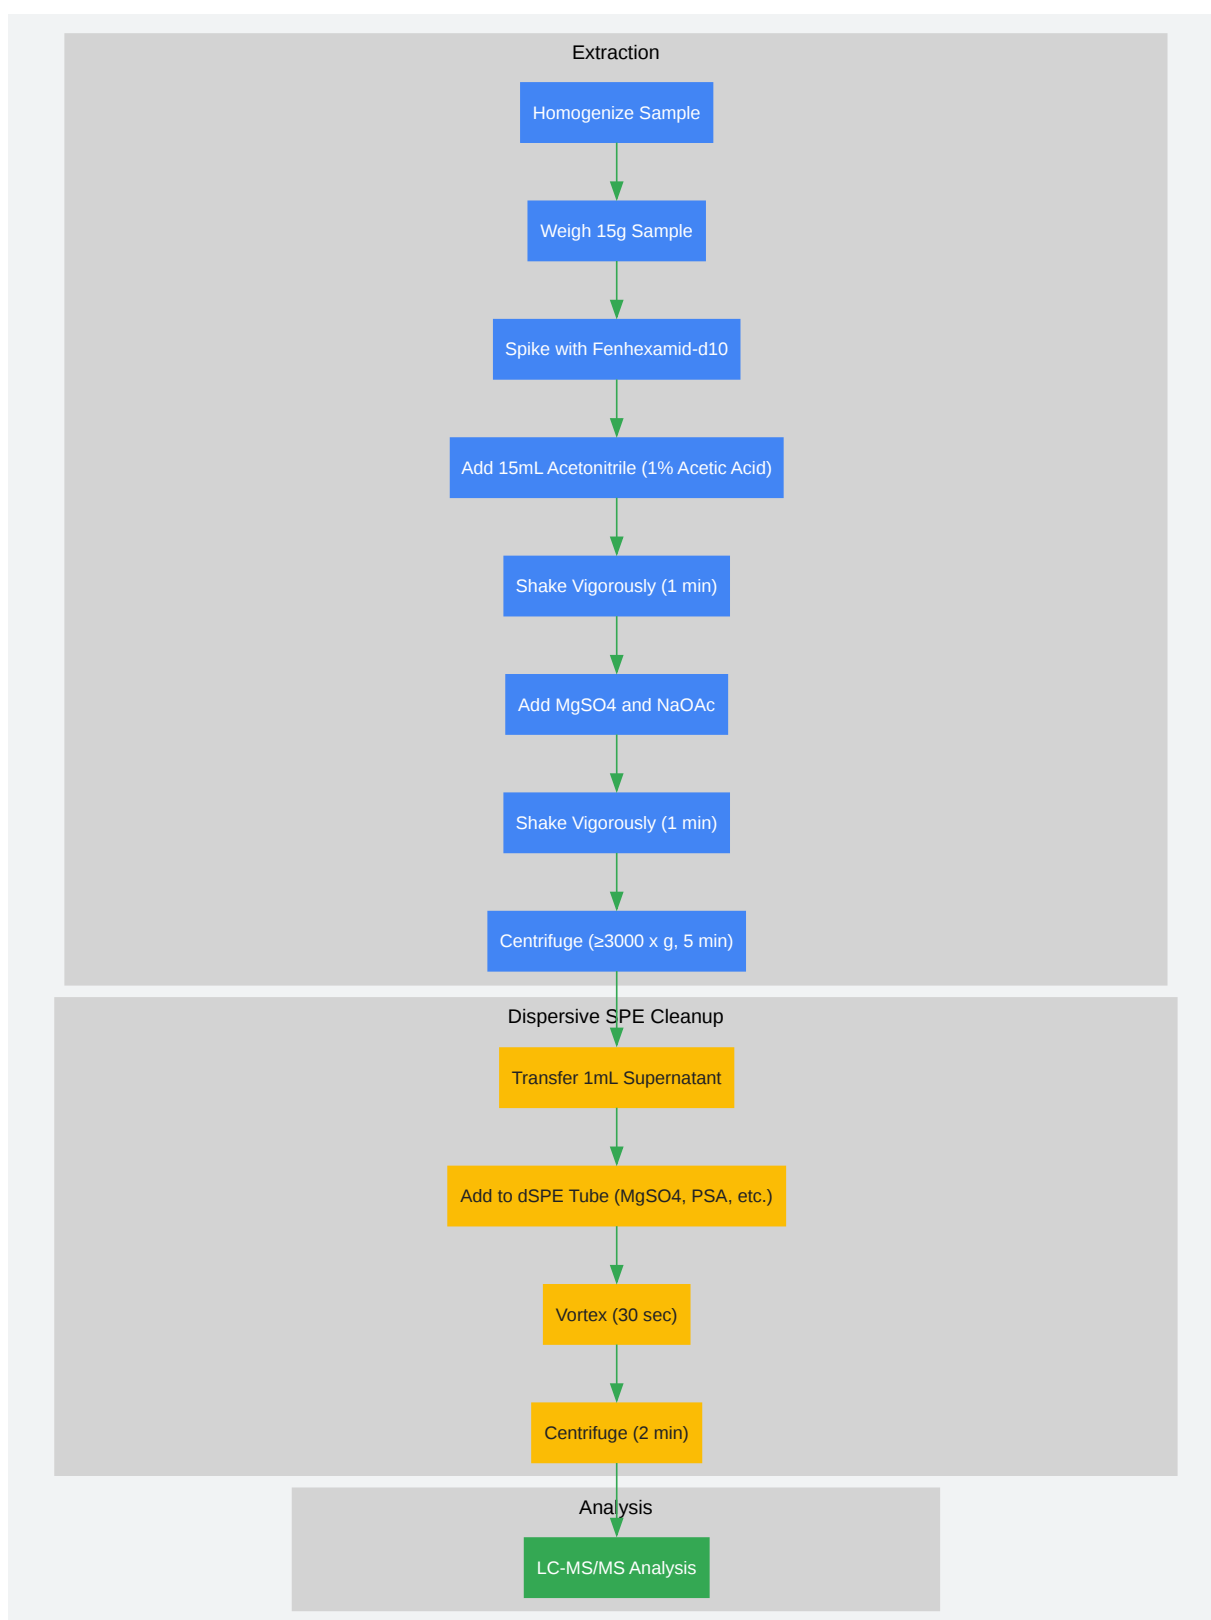 Extraction
Homogenize Sample
Weigh 15g Sample
Spike with Fenhexamid-d10
Add 15mL Acetonitrile (1% Acetic Acid)
Shake Vigorously (1 min)
Add MgSO4 and NaOAc
Shake Vigorously (1 min)
Centrifuge (≥3000 x g, 5 min)
Dispersive SPE Cleanup
Transfer 1mL Supernatant
Add to dSPE Tube (MgSO4, PSA, etc.)
Vortex (30 sec)
Centrifuge (2 min)
Analysis
LC-MS/MS Analysis